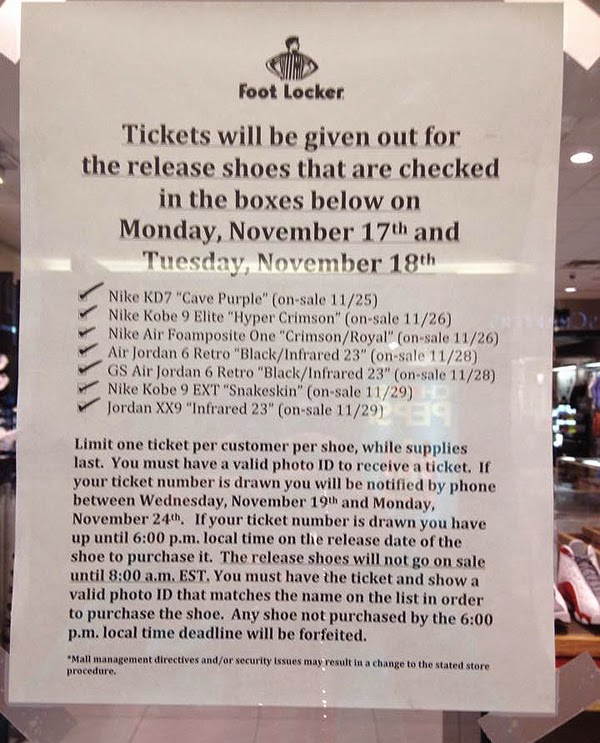 Foot Locker.
Tickets will be given out for
the release shoes that are checked
in the boxes below on
Monday, November 17th and
Tuesday, November 18th
Nike KD7 "Cave Purple" (on-sale 11/25)
Nike Kobe 9 Elite "Hyper Crimson" (on-sale 11/26)
Nike Air Foamposite One "Crimson/Royal" (on-sale 11/26)
Air Jordan 6 Retro "Black/Infrared 23" (on-sale 11/28)
GS Air Jordan 6 Retro "Black/Infrared 23" (on-sale 11/28)
Nike Kobe 9 EXT "Snakeskin" (on-sale 11/29)
Jordan XX9 "Infrared 23" (on-sale 11/29)
Limit one ticket per customer per shoe, while supplies
last. You must have a valid photo ID to receive a ticket. If
your ticket number is drawn you will be notified by phone
between Wednesday, November 19th and Monday,
November 24th. If your ticket number is drawn you have
up until 6:00 p.m. local time on the release date of the
shoe to purchase it. The release shoes will not go on sale
until 8:00 a.m. EST. You must have the ticket and show a
valid photo ID that matches the name on the list in order
to purchase the shoe. Any shoe not purchased by the 6:00
p.m. local time deadline will be forfeited.
*Mall management directives and/or security issues may result in a change to the stated store
procedure.